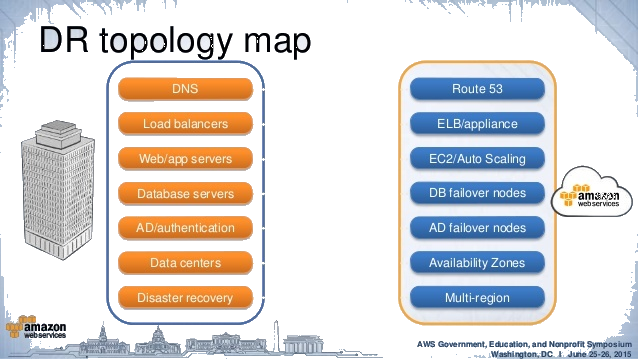 DR topology map
DNS
Load balancers
Web/app servers
Database servers
AD/authentication
Data centers
Disaster recovery
Route 53
ELB/appliance
EC2/Auto Scaling
DB failover nodes
AD failover nodes
Availability Zones
Multi-region
amazon
webservices
amazon
webservices
AWS Government, Education, and Nonprofit Symposium
Washington, DC I June 25-26, 2015